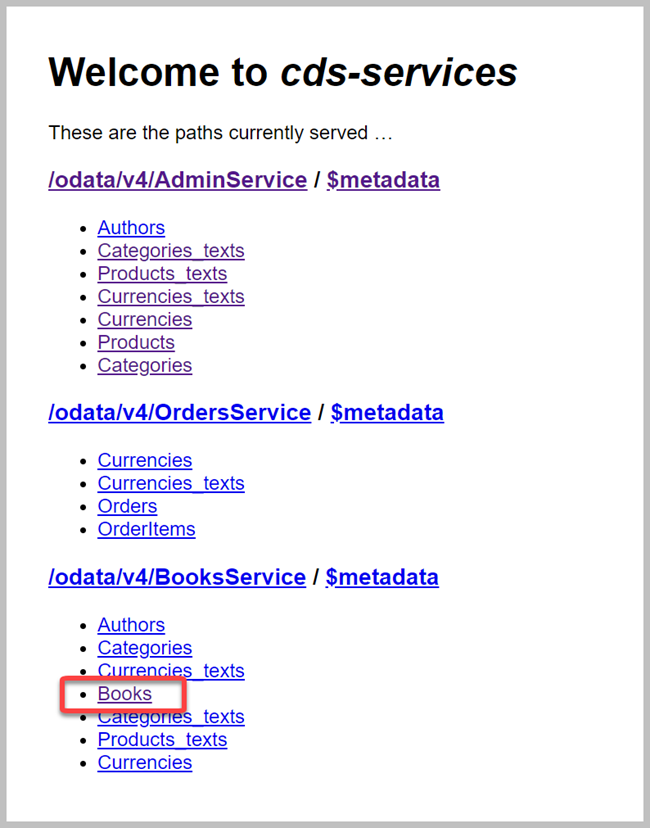 Welcome to cds-services
These are the paths currently served …
/odata/v4/AdminService / $metadata
Authors
Categories_texts
Products_texts
Currencies_texts
Currencies
Products
Categories
/odata/v4/OrdersService / $metadata
Currencies
Currencies_texts
Orders
OrderItems
/odata/v4/BooksService / $metadata
Authors
Categories
Currencies_texts
Books
Categories_texts
Products_texts
Currencies